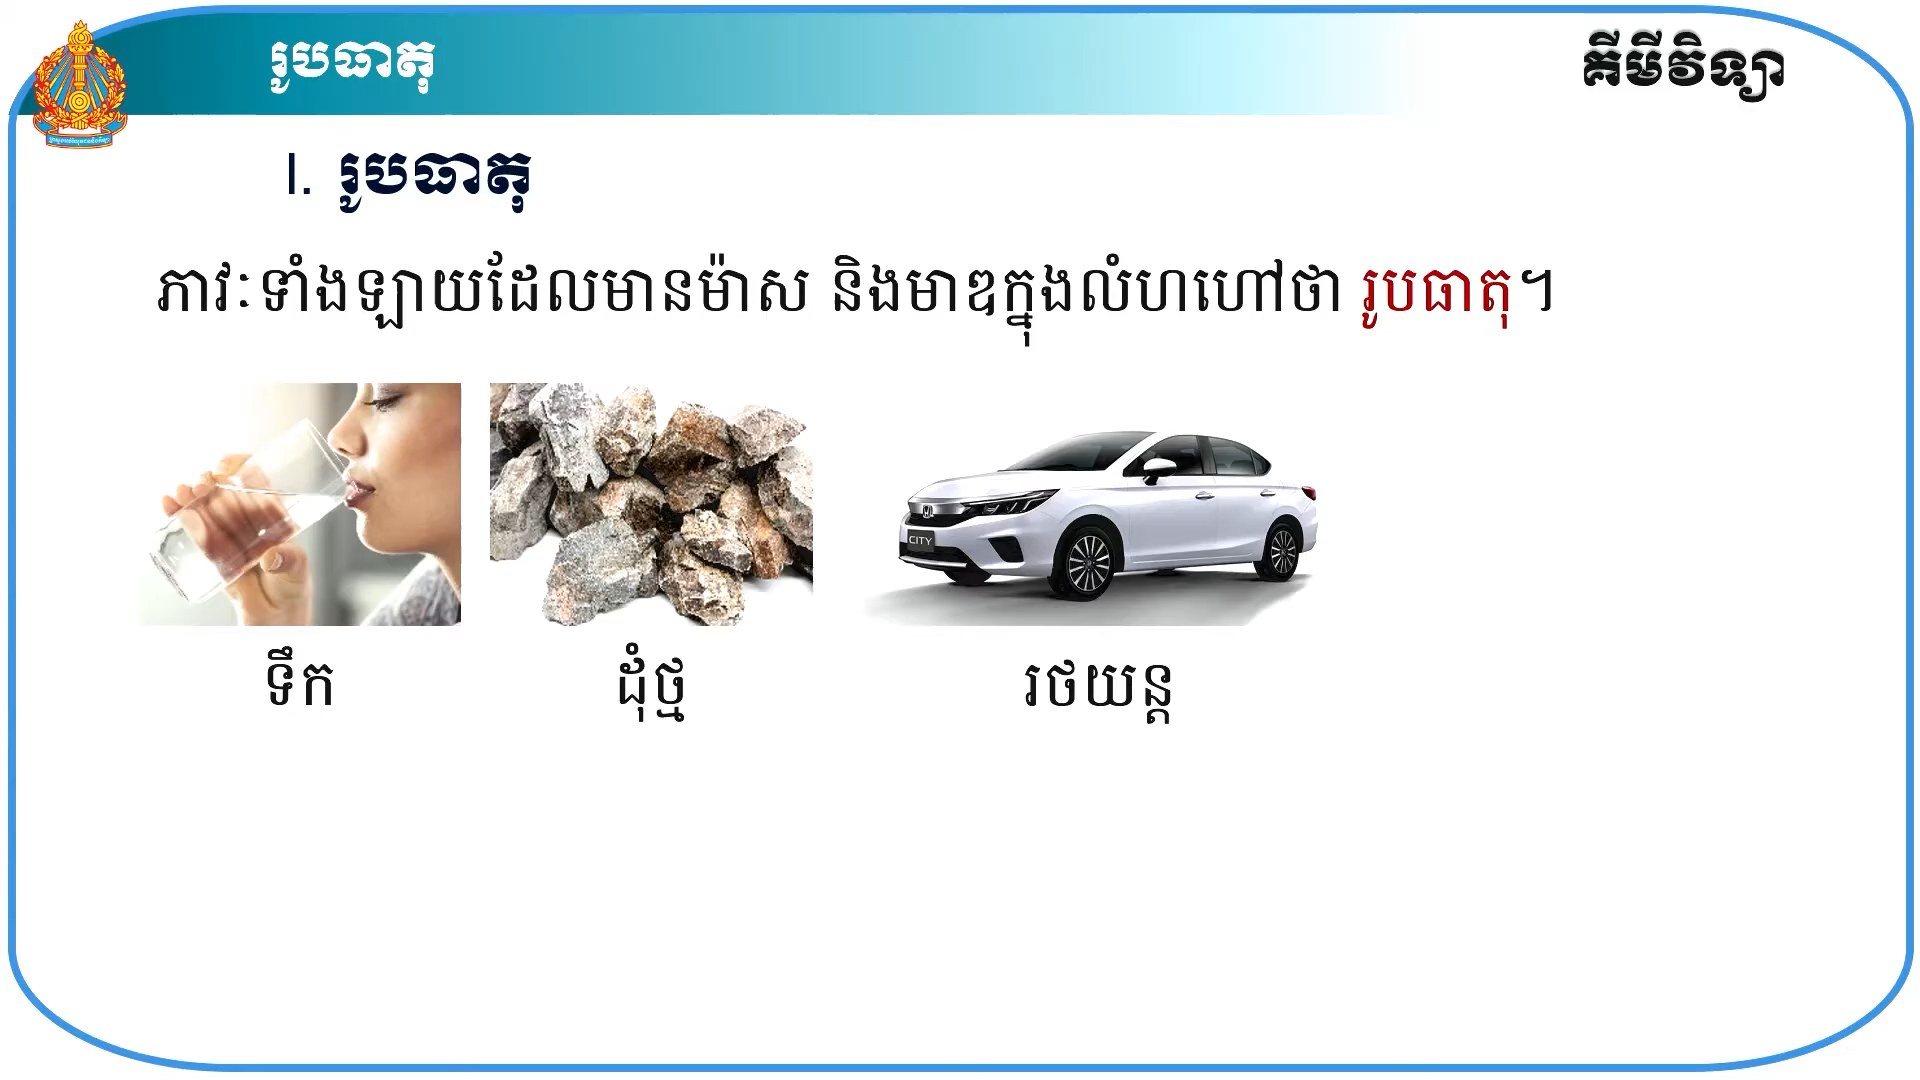 រូបធាតុ
គីមីវិទ្យា
I. រូបធាតុ
ភាវៈទាំងឡាយដែលមានម៉ាស និងមាឌក្នុងលំហហៅថា រូបធាតុ។
CITY
ទឹក
ដុំថ្ម
រថយន្ត